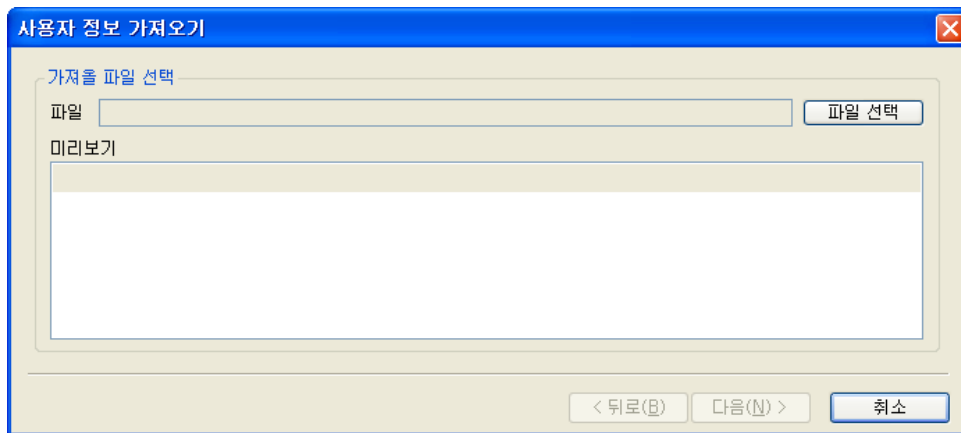 사용자 정보 가져오기
가져올 파일 선택
파일
파일 선택
미리보기
< 뒤로(B)
다음(N) >
취소